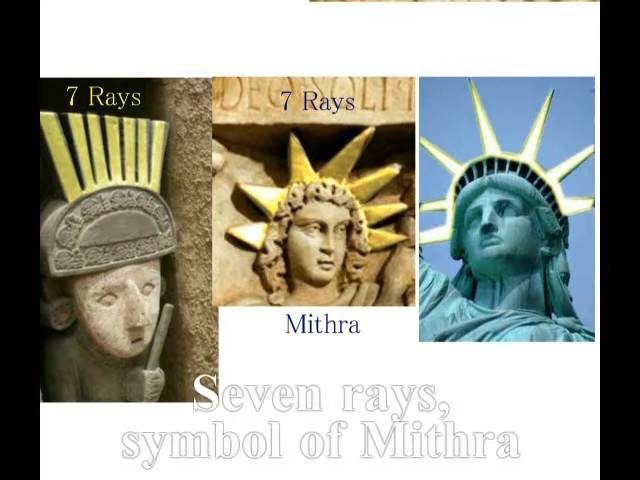 7 Rays
7 Rays
DEO SOLI
Mithra
Seven rays,
symbol of Mithra